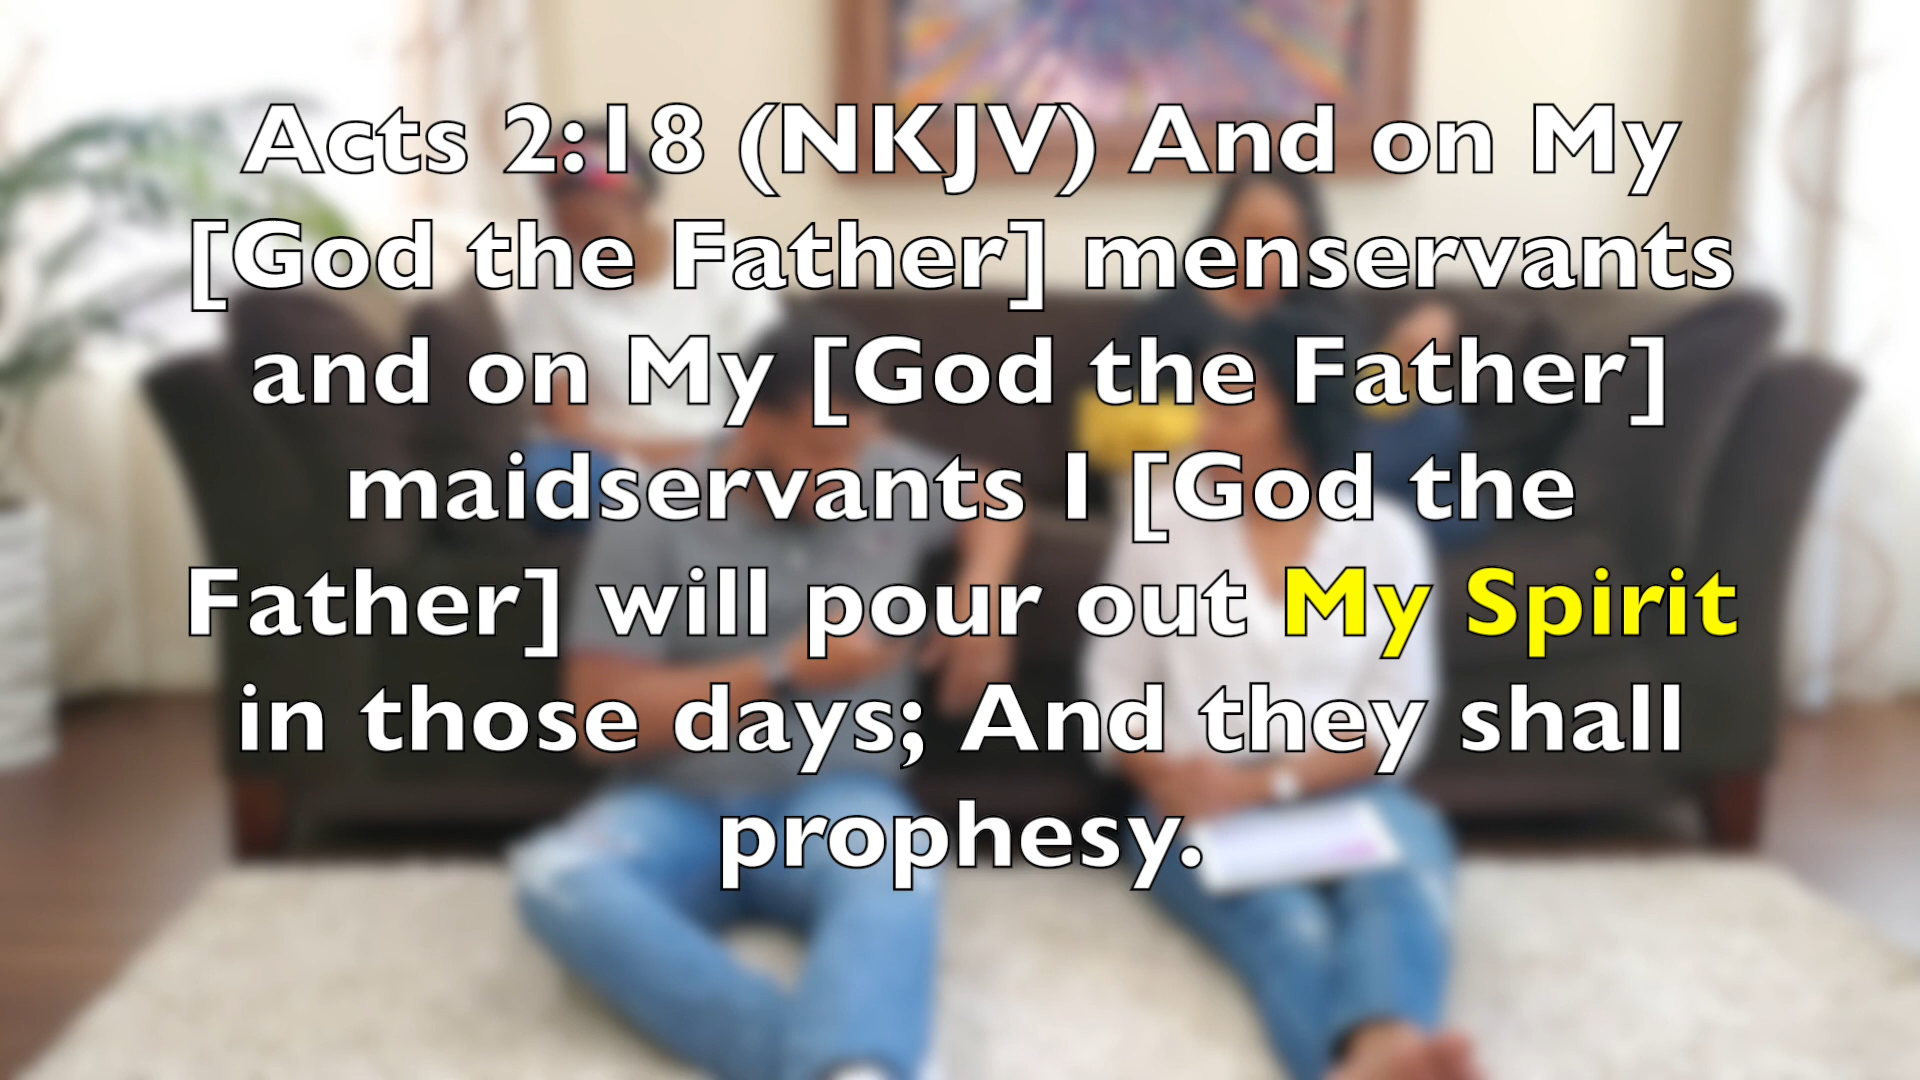 Acts 2:18 (NKJV) And on My
[God the Father] menservants
and on My [God the Father]
maidservants I [God the
Father] will pour out My Spirit
in those days; And they shall
prophesy.